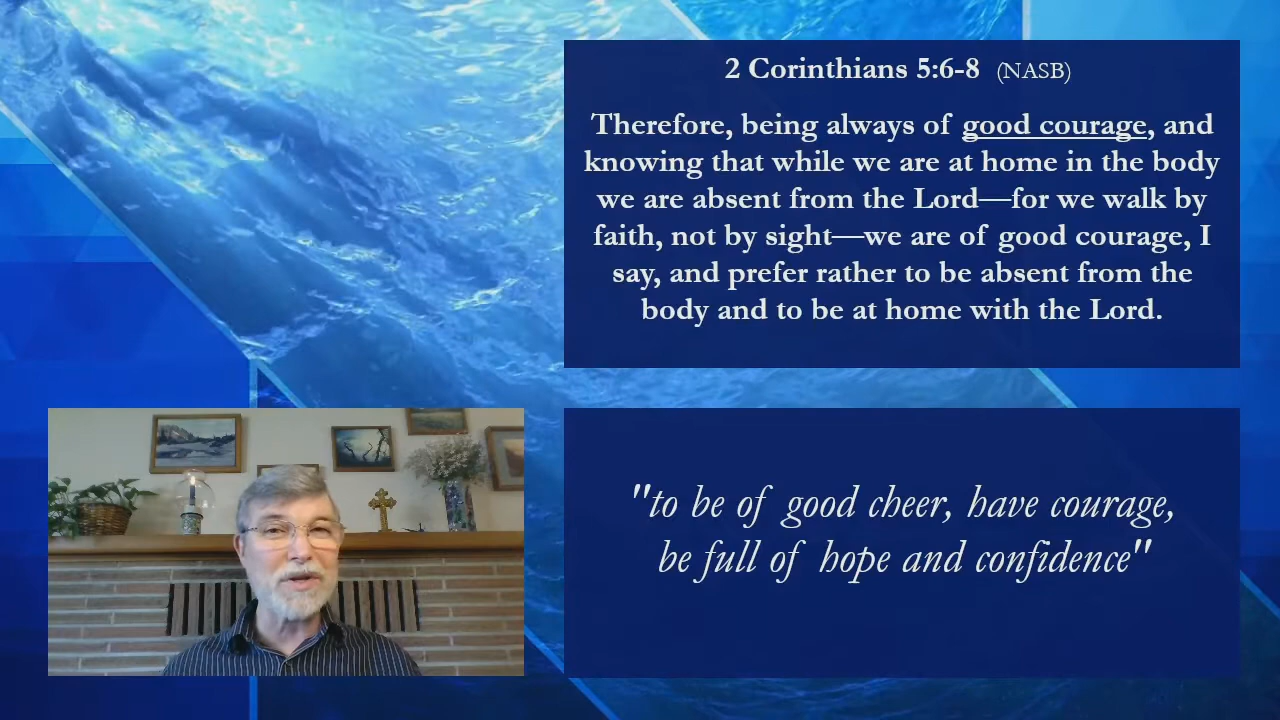 2 Corinthians 5:6-8 (NASB)
Therefore, being always of good courage, and
knowing that while we are at home in the body
we are absent from the Lord—for we walk by
faith, not by sight—we are of good courage, I
say, and prefer rather to be absent from the
body and to be at home with the Lord.
"to be of good cheer, have courage,
be full of hope and confidence"